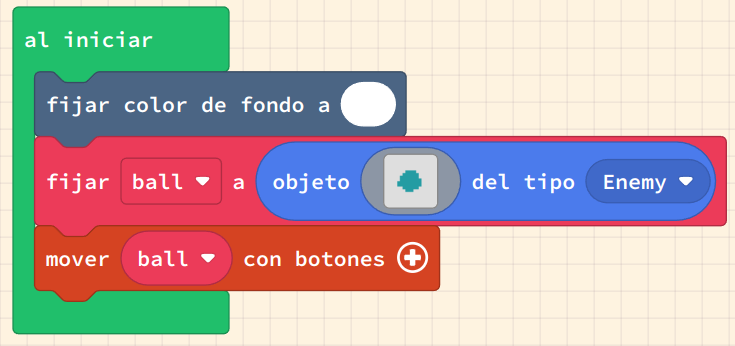 al iniciar
fijar color de fondo a
fijar ball a objeto del tipo Enemy
mover ball con botones